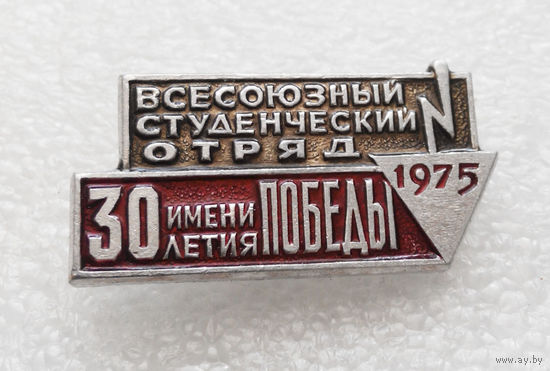 ВСЕСОЮЗНЫЙ
СТУДЕНЧЕСКИЙ
ОТРЯД
1975
30 ИМЕНИ ЛЕТИЯ ПОБЕДЫ
www.ay.by